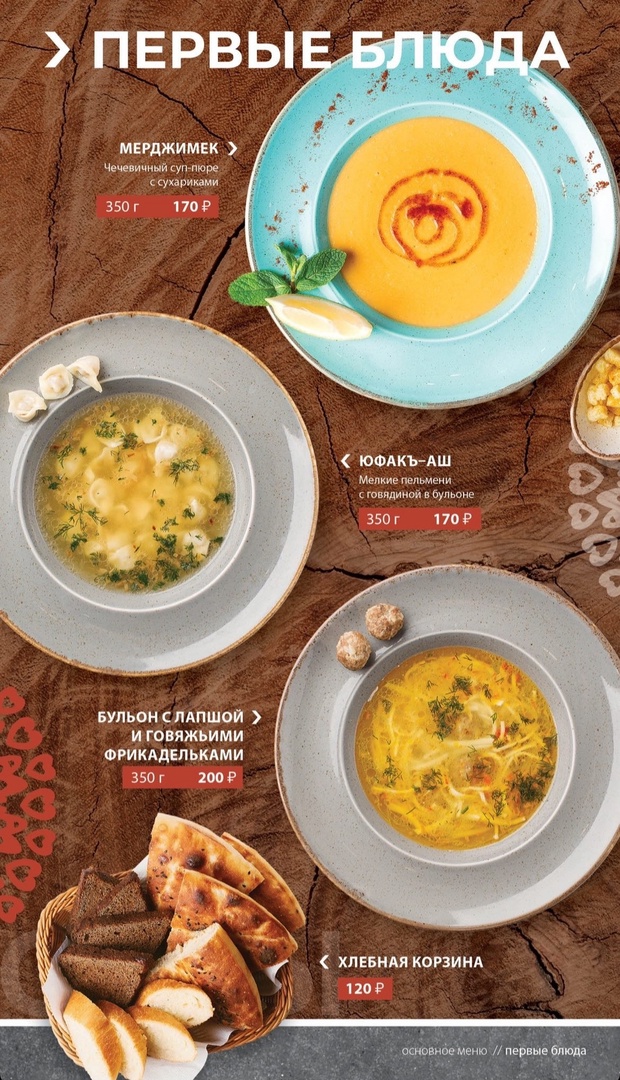 ПЕРВЫЕ БЛЮДА
МЕРДЖИМЕК
Чечевичный суп-пюре
с сухариками
350 г 170 ₽
ЮФАКЪ-АШ
Мелкие пельмени
с говядиной в бульоне
350 г 170 ₽
БУЛЬОН С ЛАПШОЙ
И ГОВЯЖЬИМИ
ФРИКАДЕЛЬКАМИ
350 г 200 ₽
ХЛЕБНАЯ КОРЗИНА
120 ₽
основное меню // первые блюда